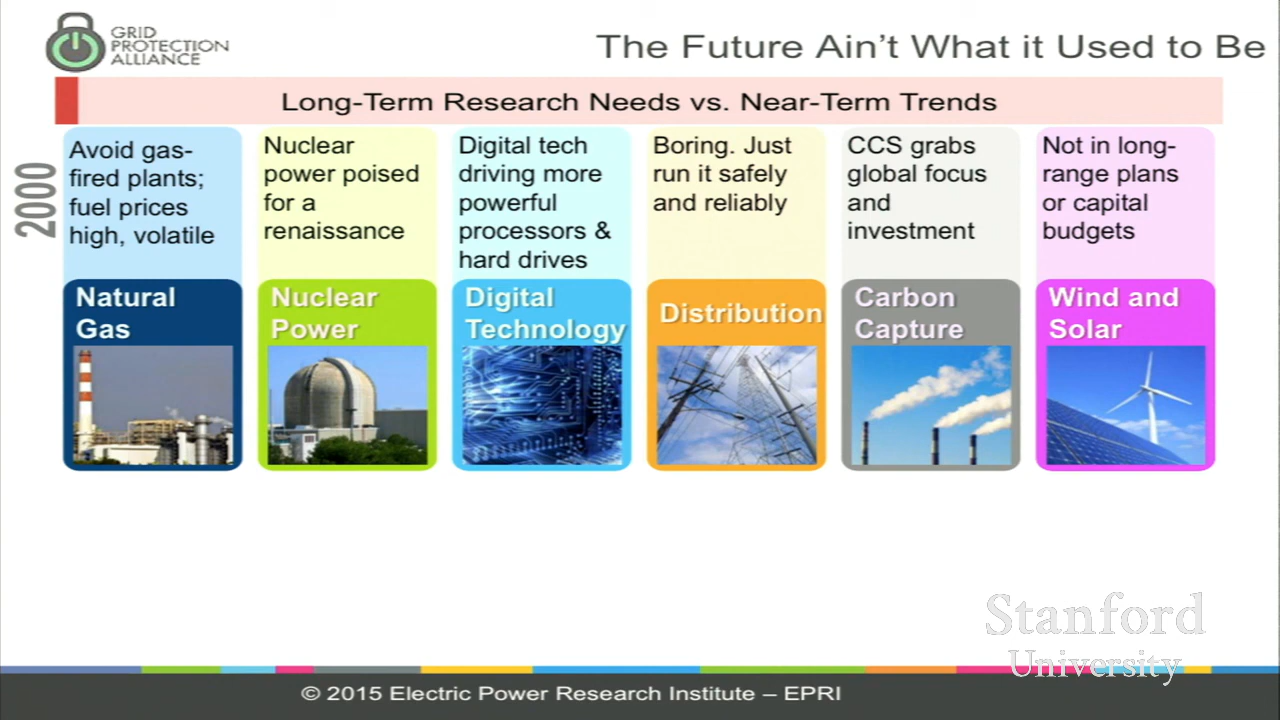 GRID
PROTECTION
ALLIANCE
The Future Ain't What it Used to Be
Long-Term Research Needs vs. Near-Term Trends
2000
Avoid gas-
fired plants;
fuel prices
high, volatile
Natural
Gas
Nuclear
power poised
for a
renaissance
Nuclear
Power
Digital tech
driving more
powerful
processors &
hard drives
Digital
Technology
Boring. Just
run it safely
and reliably
Distribution
CCS grabs
global focus
and
investment
Carbon
Capture
Not in long-
range plans
or capital
budgets
Wind and
Solar
Stanford
University
© 2015 Electric Power Research Institute – EPRI